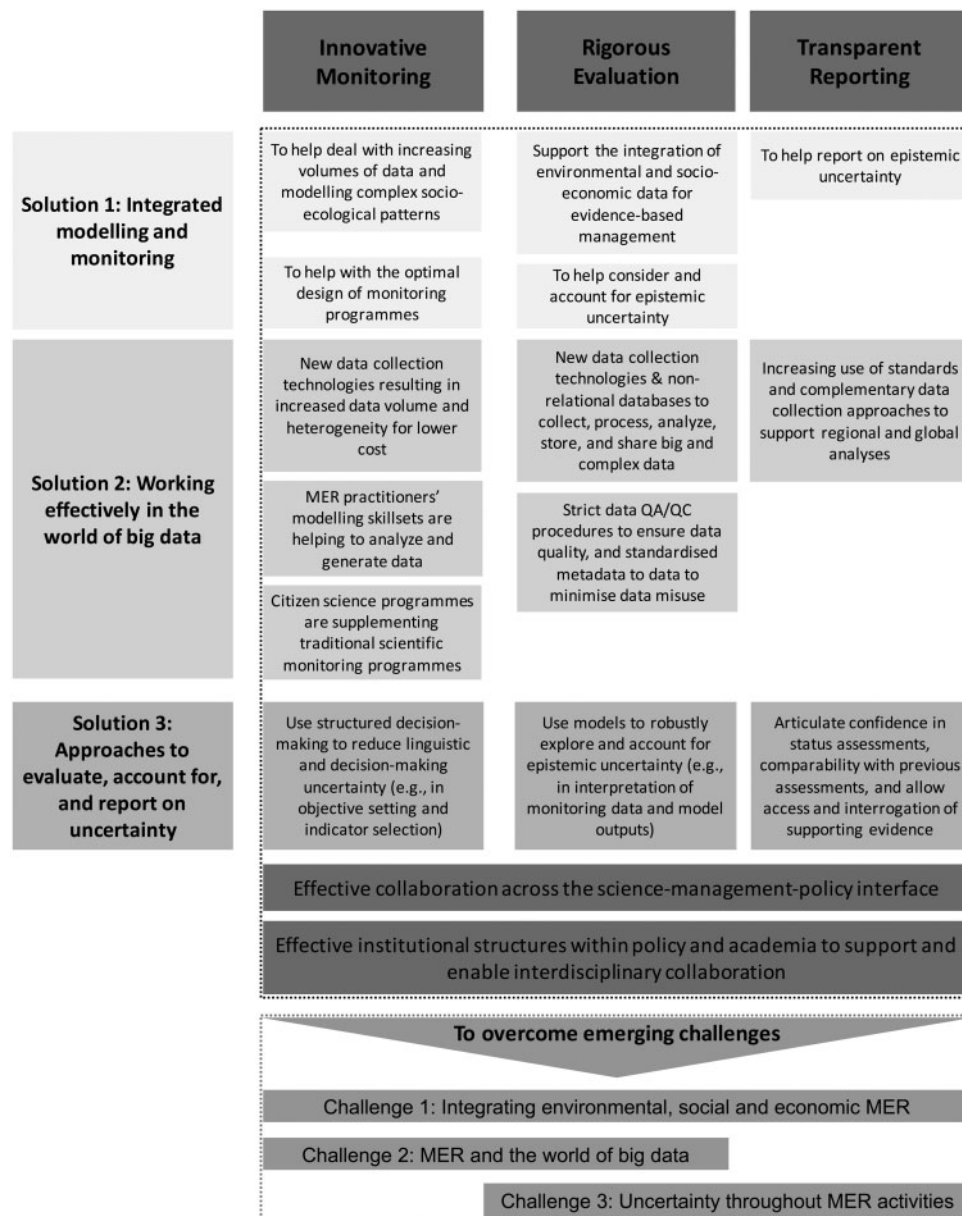 Innovative
Monitoring
Rigorous
Evaluation
Transparent
Reporting
Solution 1: Integrated
modelling and
monitoring
To help deal with increasing
volumes of data and
modelling complex socio-
ecological patterns
To help with the optimal
design of monitoring
programmes
Support the integration of
environmental and socio-
economic data for
evidence-based
management
To help consider and
account for epistemic
uncertainty
To help report on epistemic
uncertainty
Solution 2: Working
effectively in the
world of big data
New data collection
technologies resulting in
increased data volume and
heterogeneity for lower
cost
MER practitioners’
modelling skillsets are
helping to analyze and
generate data
Citizen science programmes
are supplementing
traditional scientific
monitoring programmes
New data collection
technologies & non-
relational databases to
collect, process, analyze,
store, and share big and
complex data
Strict data QA/QC
procedures to ensure data
quality, and standardised
metadata to data to
minimise data misuse
Increasing use of standards
and complementary data
collection approaches to
support regional and global
analyses
Solution 3:
Approaches to
evaluate, account for,
and report on
uncertainty
Use structured decision-
making to reduce linguistic
and decision-making
uncertainty (e.g., in
objective setting and
indicator selection)
Use models to robustly
explore and account for
epistemic uncertainty (e.g.,
in interpretation of
monitoring data and model
outputs)
Articulate confidence in
status assessments,
comparability with previous
assessments, and allow
access and interrogation of
supporting evidence
Effective collaboration across the science-management-policy interface
Effective institutional structures within policy and academia to support and
enable interdisciplinary collaboration
To overcome emerging challenges
Challenge 1: Integrating environmental, social and economic MER
Challenge 2: MER and the world of big data
Challenge 3: Uncertainty throughout MER activities